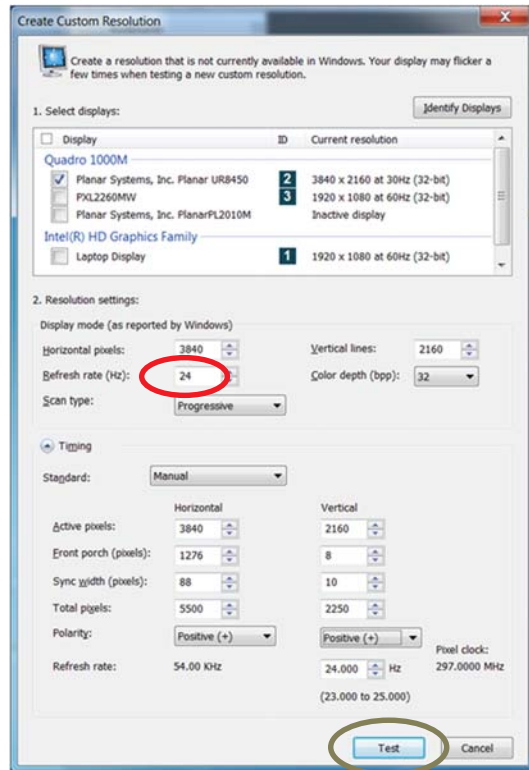 Create Custom Resolution
Create a resolution that is not currently available in Windows. Your display may flicker a
few times when testing a new custom resolution.
1. Select displays:
Identify Displays
Display ID Current resolution
Quadro 1000M
Planar Systems, Inc. Planar UR8450 2 3840 x 2160 at 30Hz (32-bit)
PXL2260MW 3 1920 x 1080 at 60Hz (32-bit)
Planar Systems, Inc. PlanarPL2010M Inactive display
Intel(R) HD Graphics Family
Laptop Display 1 1920 x 1080 at 60Hz (32-bit)
2. Resolution settings:
Display mode (as reported by Windows)
Horizontal pixels: 3840 Vertical lines: 2160
Refresh rate (Hz): 24 Color depth (bpp): 32
Scan type: Progressive
Timing
Standard: Manual
Horizontal Vertical
Active pixels: 3840 2160
Front porch (pixels): 1276 8
Sync width (pixels): 88 10
Total pixels: 5500 2250
Polarity: Positive (+) Positive (+)
Pixel clock:
Refresh rate: 54.00 KHz 24.000 Hz 297.0000 MHz
(23.000 to 25.000)
Test Cancel